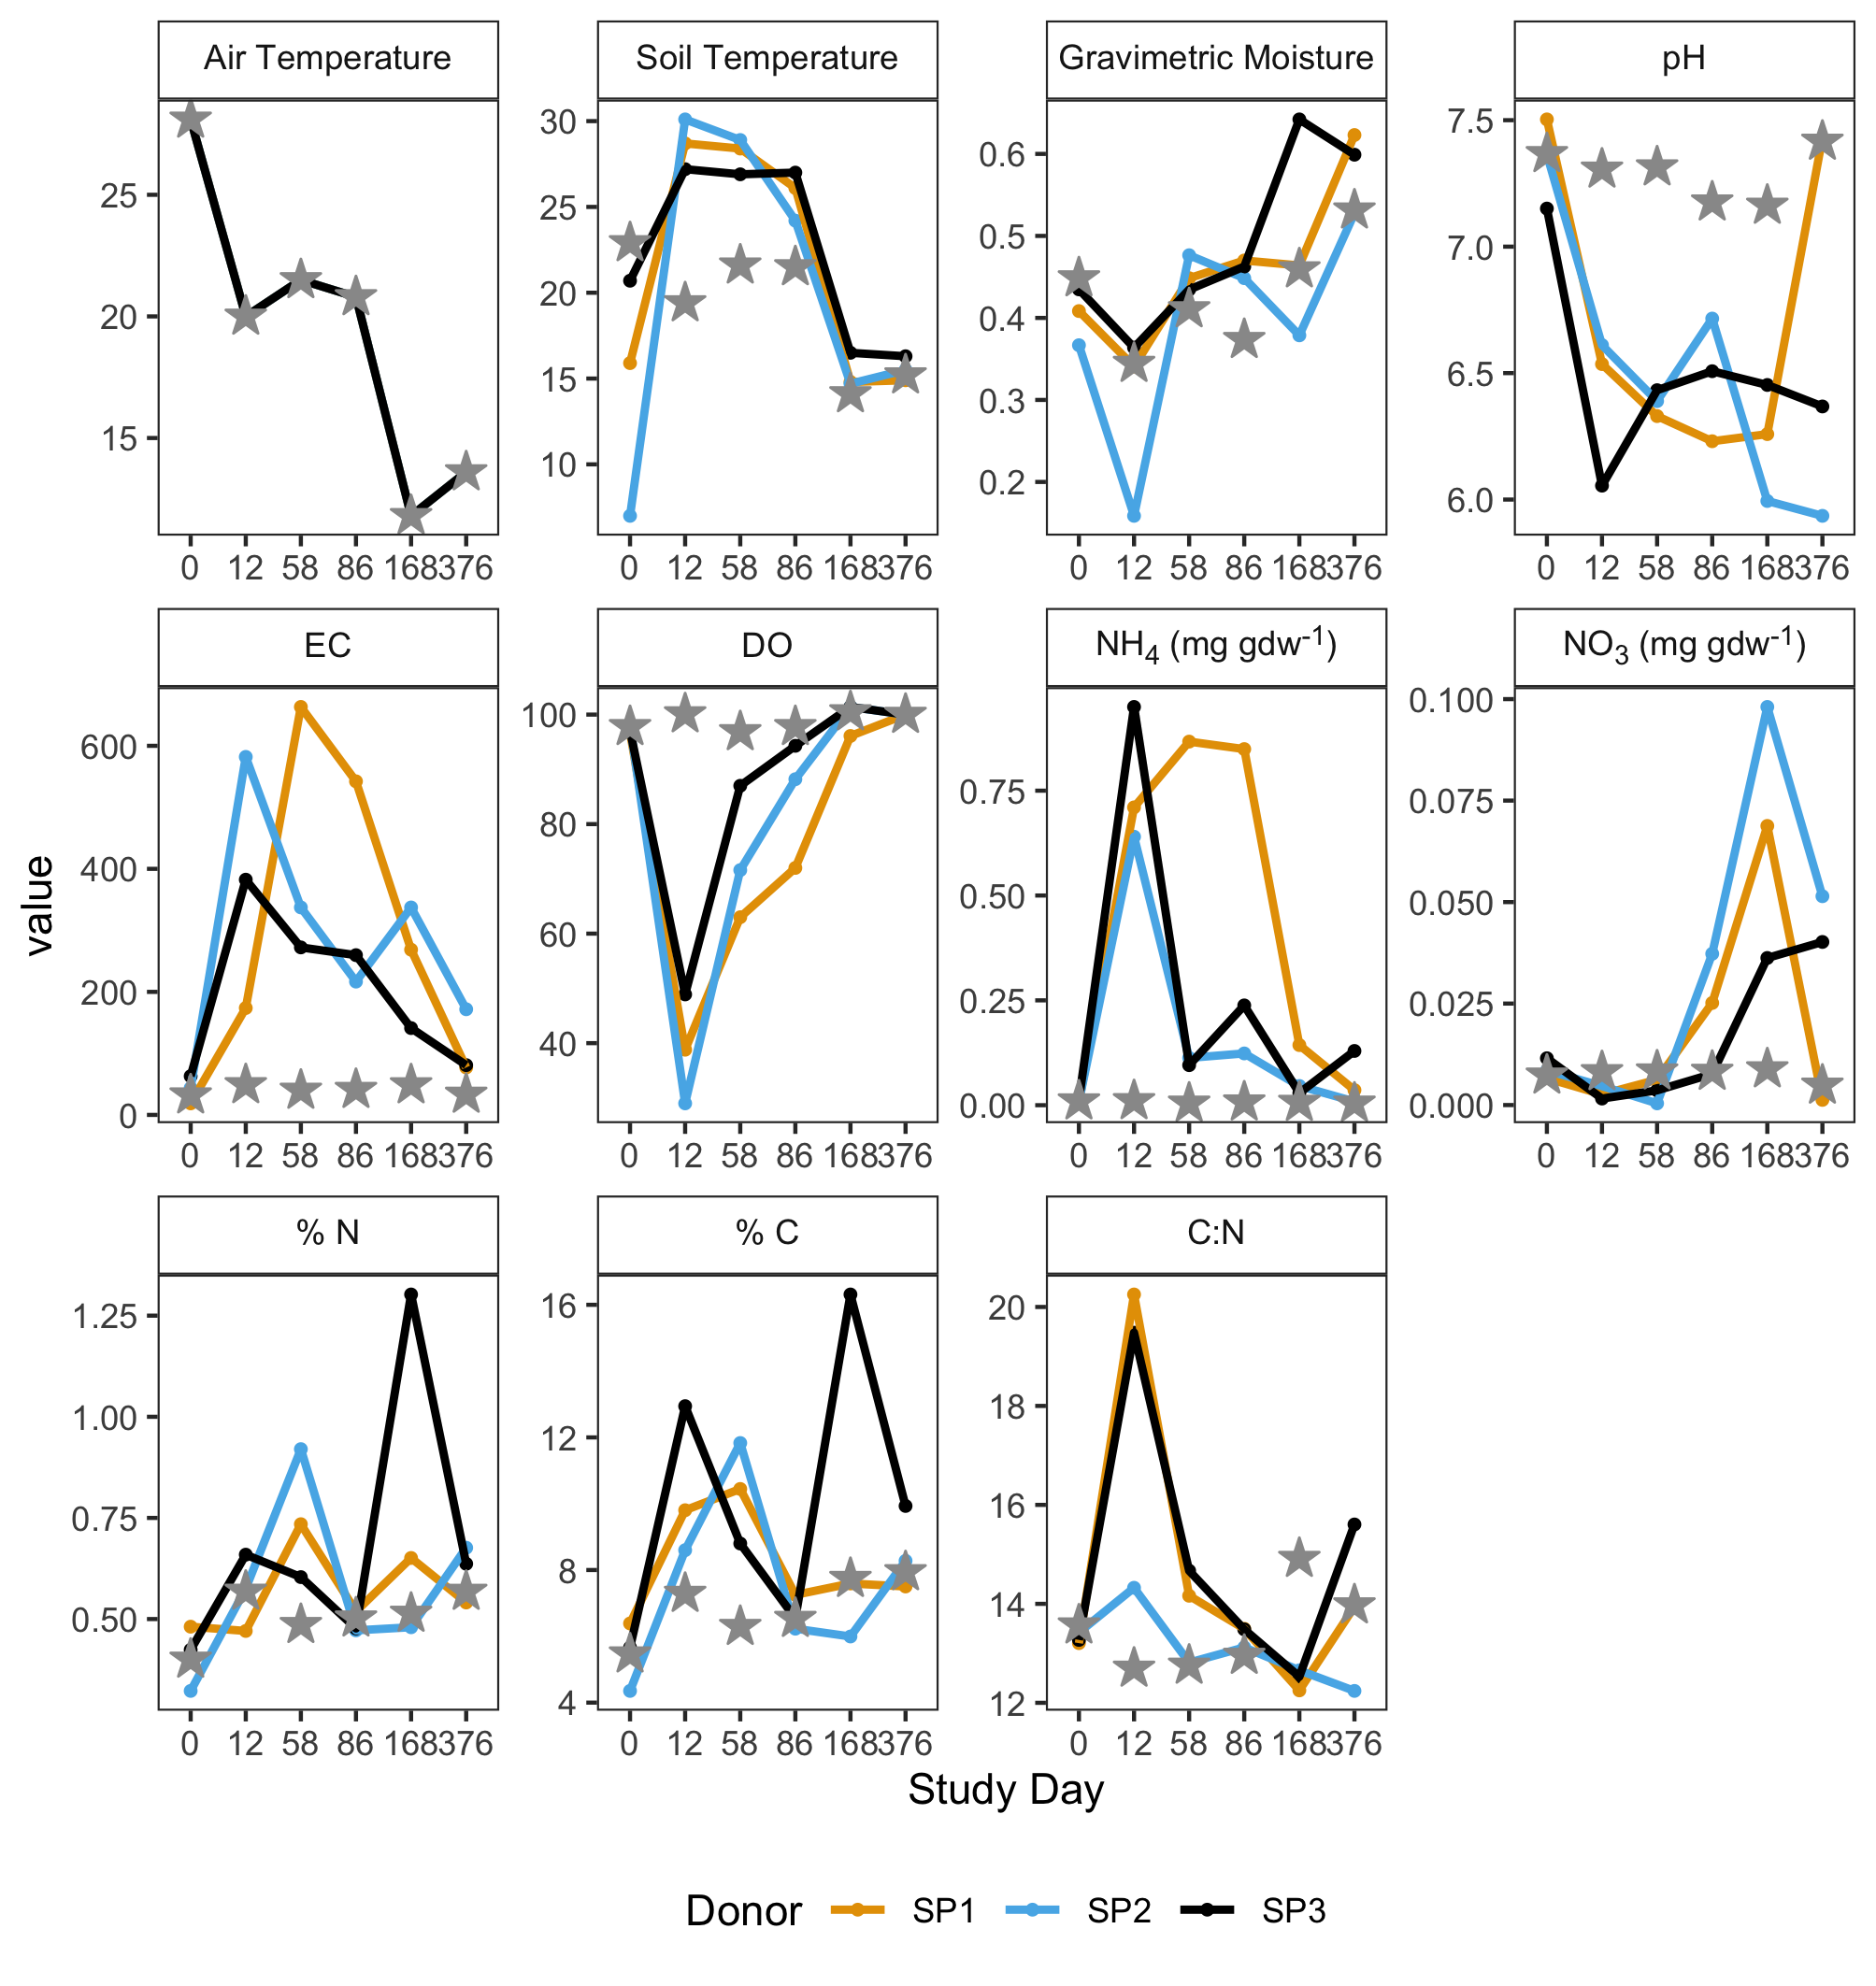 Air Temperature
25
20
15
0 12 58 86 168 376
Soil Temperature
30
25
20
15
10
0 12 58 86 168 376
Gravimetric Moisture
0.6
0.5
0.4
0.3
0.2
0 12 58 86 168 376
pH
7.5
7.0
6.5
6.0
0 12 58 86 168 376
value
EC
600
400
200
0
0 12 58 86 168 376
DO
100
80
60
40
0 12 58 86 168 376
NH₄ (mg gdw⁻¹)
0.75
0.50
0.25
0.00
0 12 58 86 168 376
NO₃ (mg gdw⁻¹)
0.100
0.075
0.050
0.025
0.000
0 12 58 86 168 376
% N
1.25
1.00
0.75
0.50
0 12 58 86 168 376
% C
16
12
8
4
0 12 58 86 168 376
C:N
20
18
16
14
12
0 12 58 86 168 376
Study Day
Donor SP1 SP2 SP3